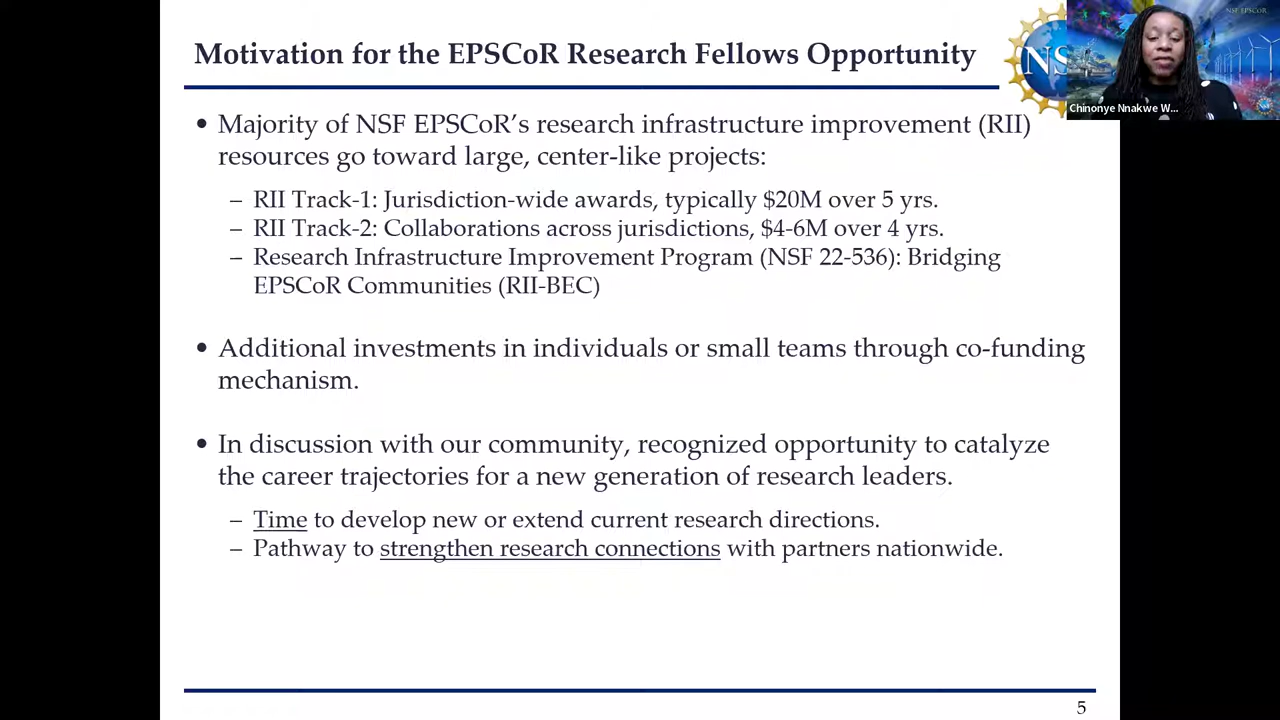 Motivation for the EPSCoR Research Fellows Opportunity
NS
NSF EPSCoR
Chinonye Nnakwe W...
• Majority of NSF EPSCoR’s research infrastructure improvement (RII)
resources go toward large, center-like projects:
– RII Track-1: Jurisdiction-wide awards, typically $20M over 5 yrs.
– RII Track-2: Collaborations across jurisdictions, $4-6M over 4 yrs.
– Research Infrastructure Improvement Program (NSF 22-536): Bridging
EPSCoR Communities (RII-BEC)
• Additional investments in individuals or small teams through co-funding
mechanism.
• In discussion with our community, recognized opportunity to catalyze
the career trajectories for a new generation of research leaders.
– Time to develop new or extend current research directions.
– Pathway to strengthen research connections with partners nationwide.
5